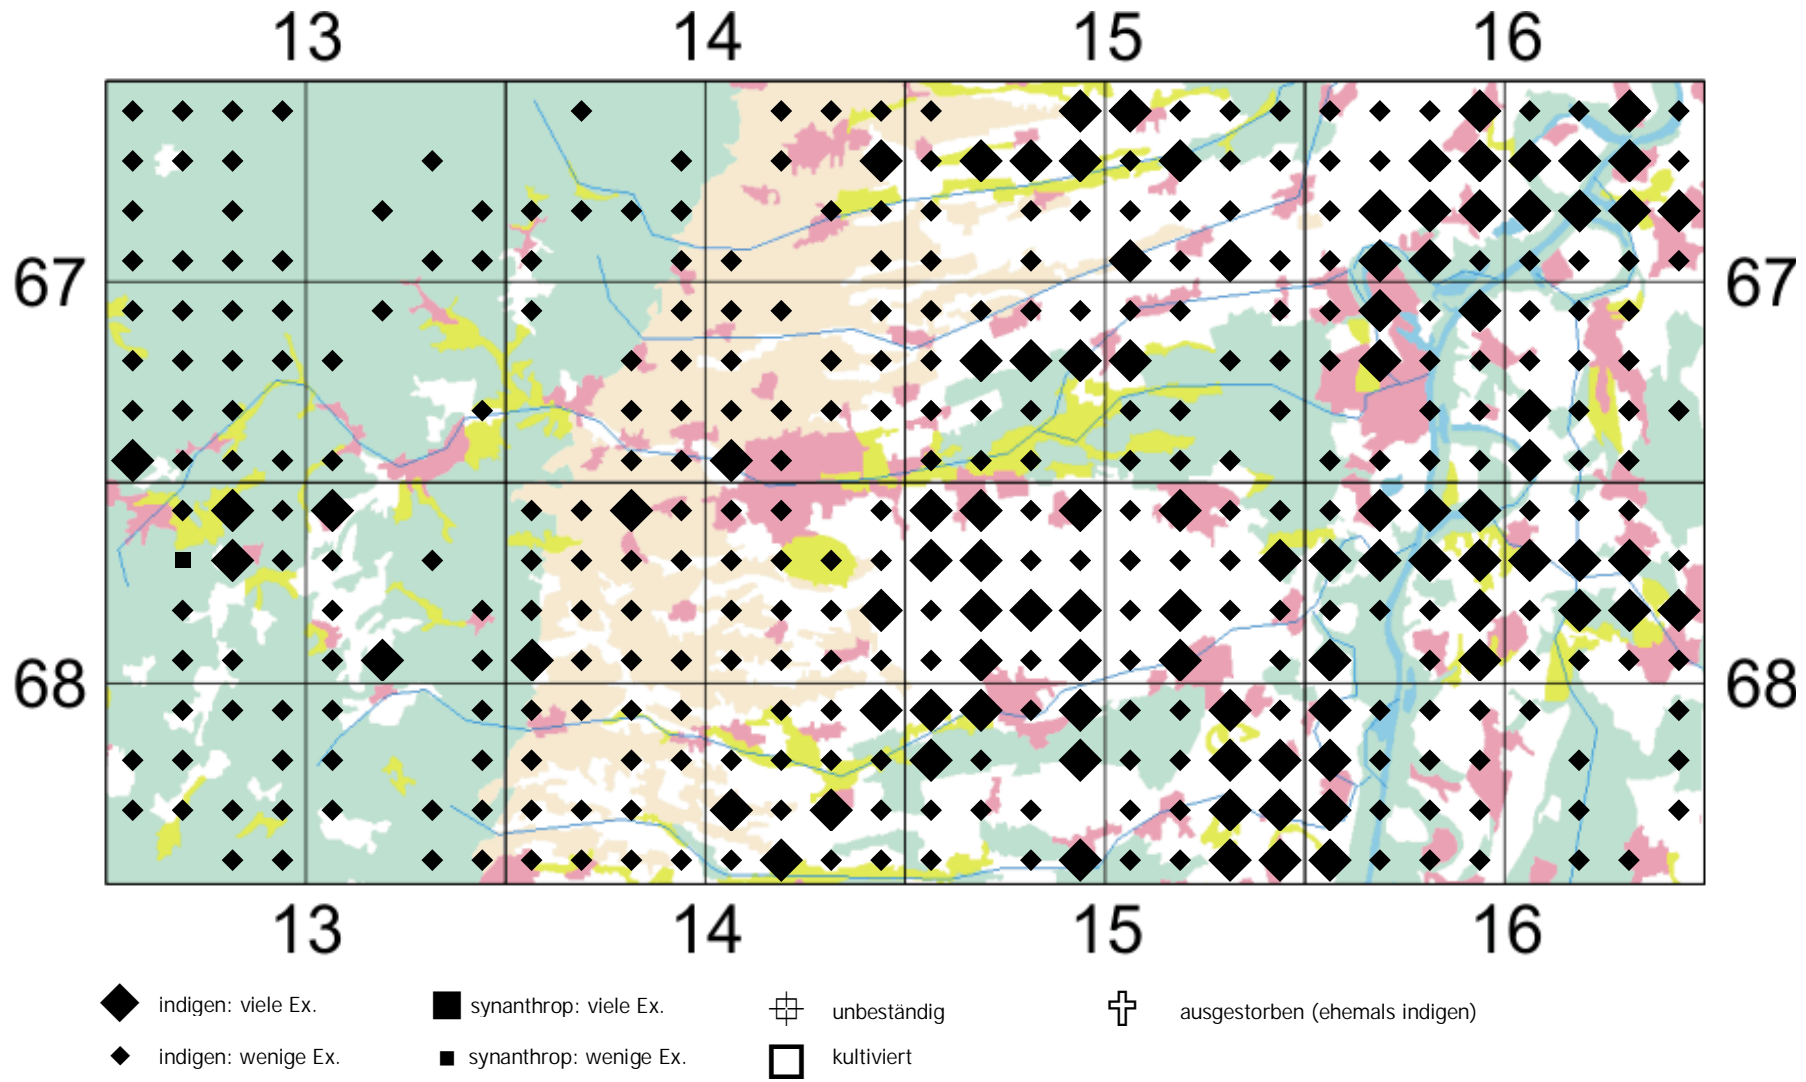 13 14 15 16
67 67
68 68
13 14 15 16
indigen: viele Ex. synanthrop: viele Ex. unbeständig ausgestorben (ehemals indigen)
indigen: wenige Ex. synanthrop: wenige Ex. kultiviert